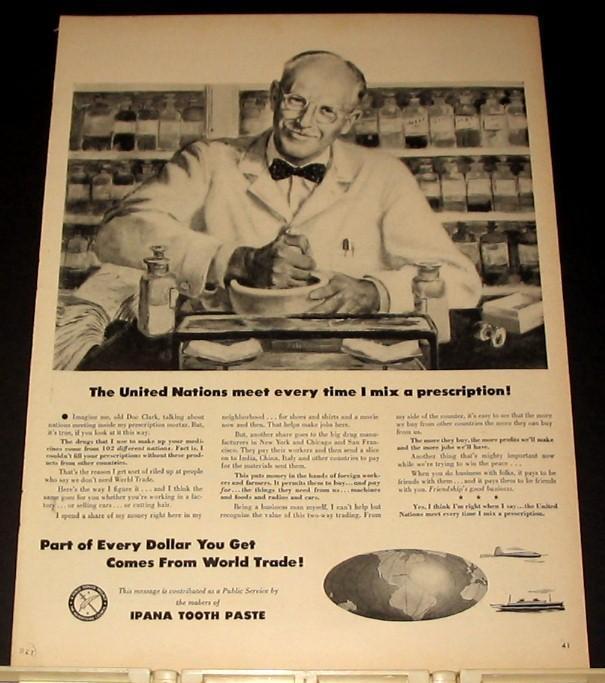 The United Nations meet every time I mix a prescription!
● Imagine me, old Doc Clark, talking about
nations meeting inside my prescription mortar. But,
it's true, if you look at it this way:
The drugs that I use to make up your medi-
cines come from 102 different nations. Fact is, I
couldn't fill your prescriptions without these prod-
ucts from other countries.
That's the reason I get sort of riled up at people
who say we don't need World Trade.
Here's the way I figure it . . . and I think the
same goes for you whether you're working in a fac-
tory . . . or selling cars . . . or cutting hair.
I spend a share of my money right here in my
neighborhood . . . for shoes and shirts and a movie
now and then. That helps make jobs here.
But, another share goes to the big drug manu-
facturers in New York and Chicago and San Fran-
cisco. They pay their workers and then send a slice
on to India, China, Italy and other countries to pay
for the materials sent them.
This puts money in the hands of foreign work-
ers and farmers. It permits them to buy...and pay
for... the things they need from us...machines
and foods and radios and cars.
Being a business man myself, I can't help but
recognize the value of this two-way trading. From
my side of the counter, it's easy to see that the more
we buy from other countries the more they can buy
from us.
The more they buy, the more profits we'll make
and the more jobs we'll have.
Another thing that's mighty important now
while we're trying to win the peace . . .
When you do business with folks, it pays to be
friends with them . . . and it pays them to be friends
with you. Friendship's good business.
* * *
Yes, I think I'm right when I say...the United
Nations meet every time I mix a prescription.
Part of Every Dollar You Get
Comes From World Trade!
This message is contributed as a Public Service by
the makers of
IPANA TOOTH PASTE
41